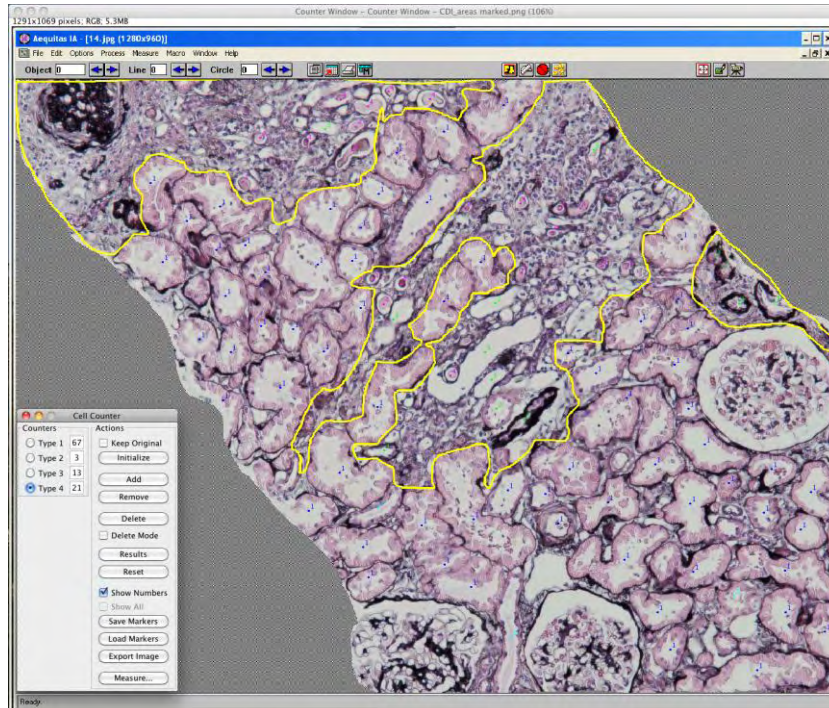 Counter Window – Counter Window – CDI_areas marked.png (106%)
1291x1069 pixels; RGB; 5.3MB
Aequitas IA - [14.jpg (1280x960)]
File Edit Options Process Measure Macro Window Help
Object 0 Line 0 Circle 0
Cell Counter
Counters Actions
Type 1 67 Keep Original
Type 2 3 Initialize
Type 3 13
Type 4 21 Add
Remove
Delete
Delete Mode
Results
Reset
Show Numbers
Show All
Save Markers
Load Markers
Export Image
Measure...
Ready